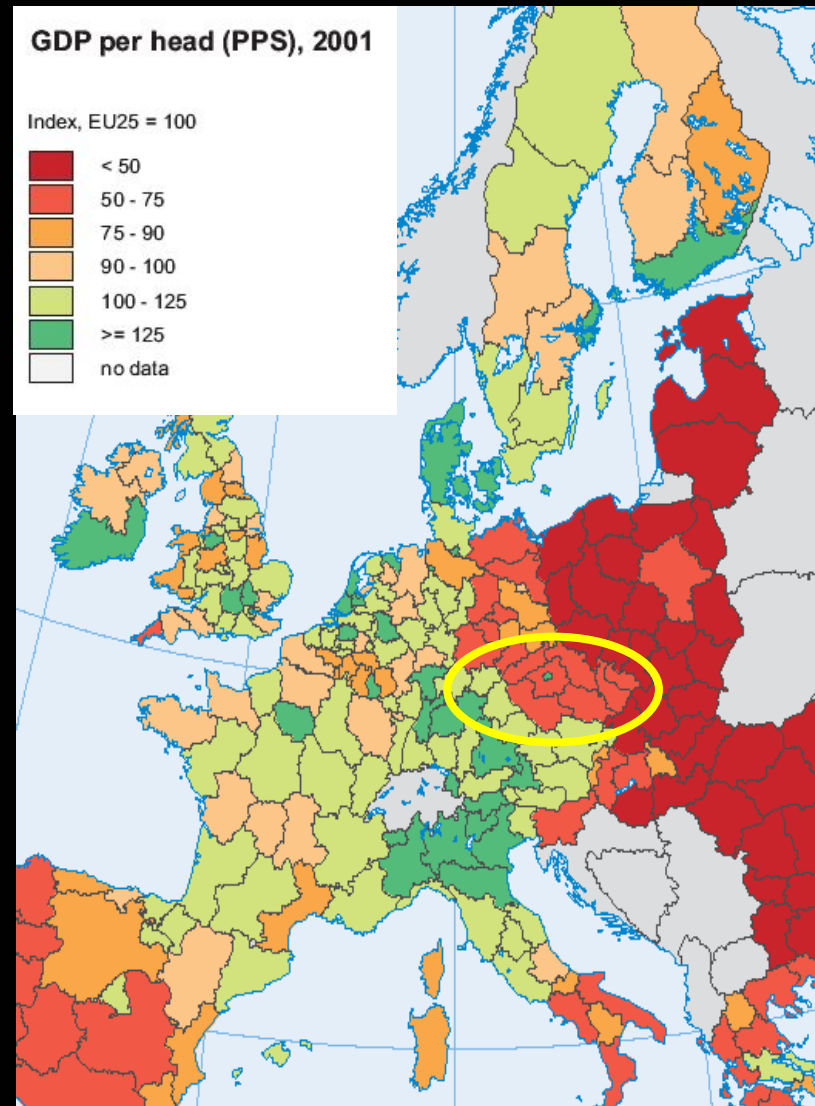 GDP per head (PPS), 2001
Index, EU25 = 100
< 50
50 - 75
75 - 90
90 - 100
100 - 125
>= 125
no data